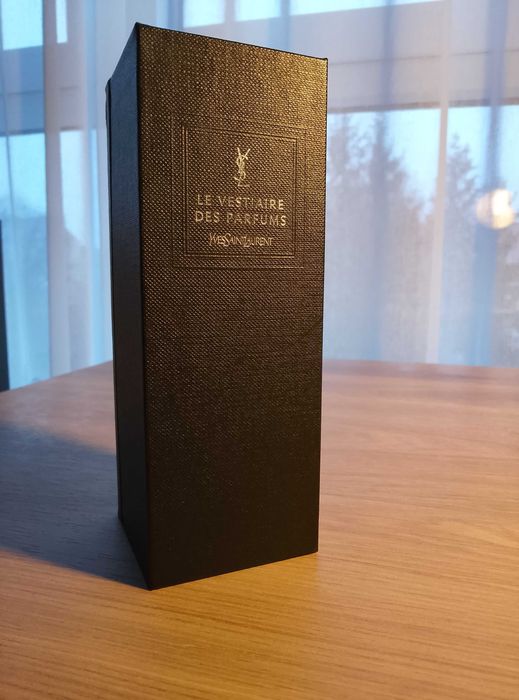 YSL
LE VESTIAIRE
DES PARFUMS
YVESSAINTLAURENT